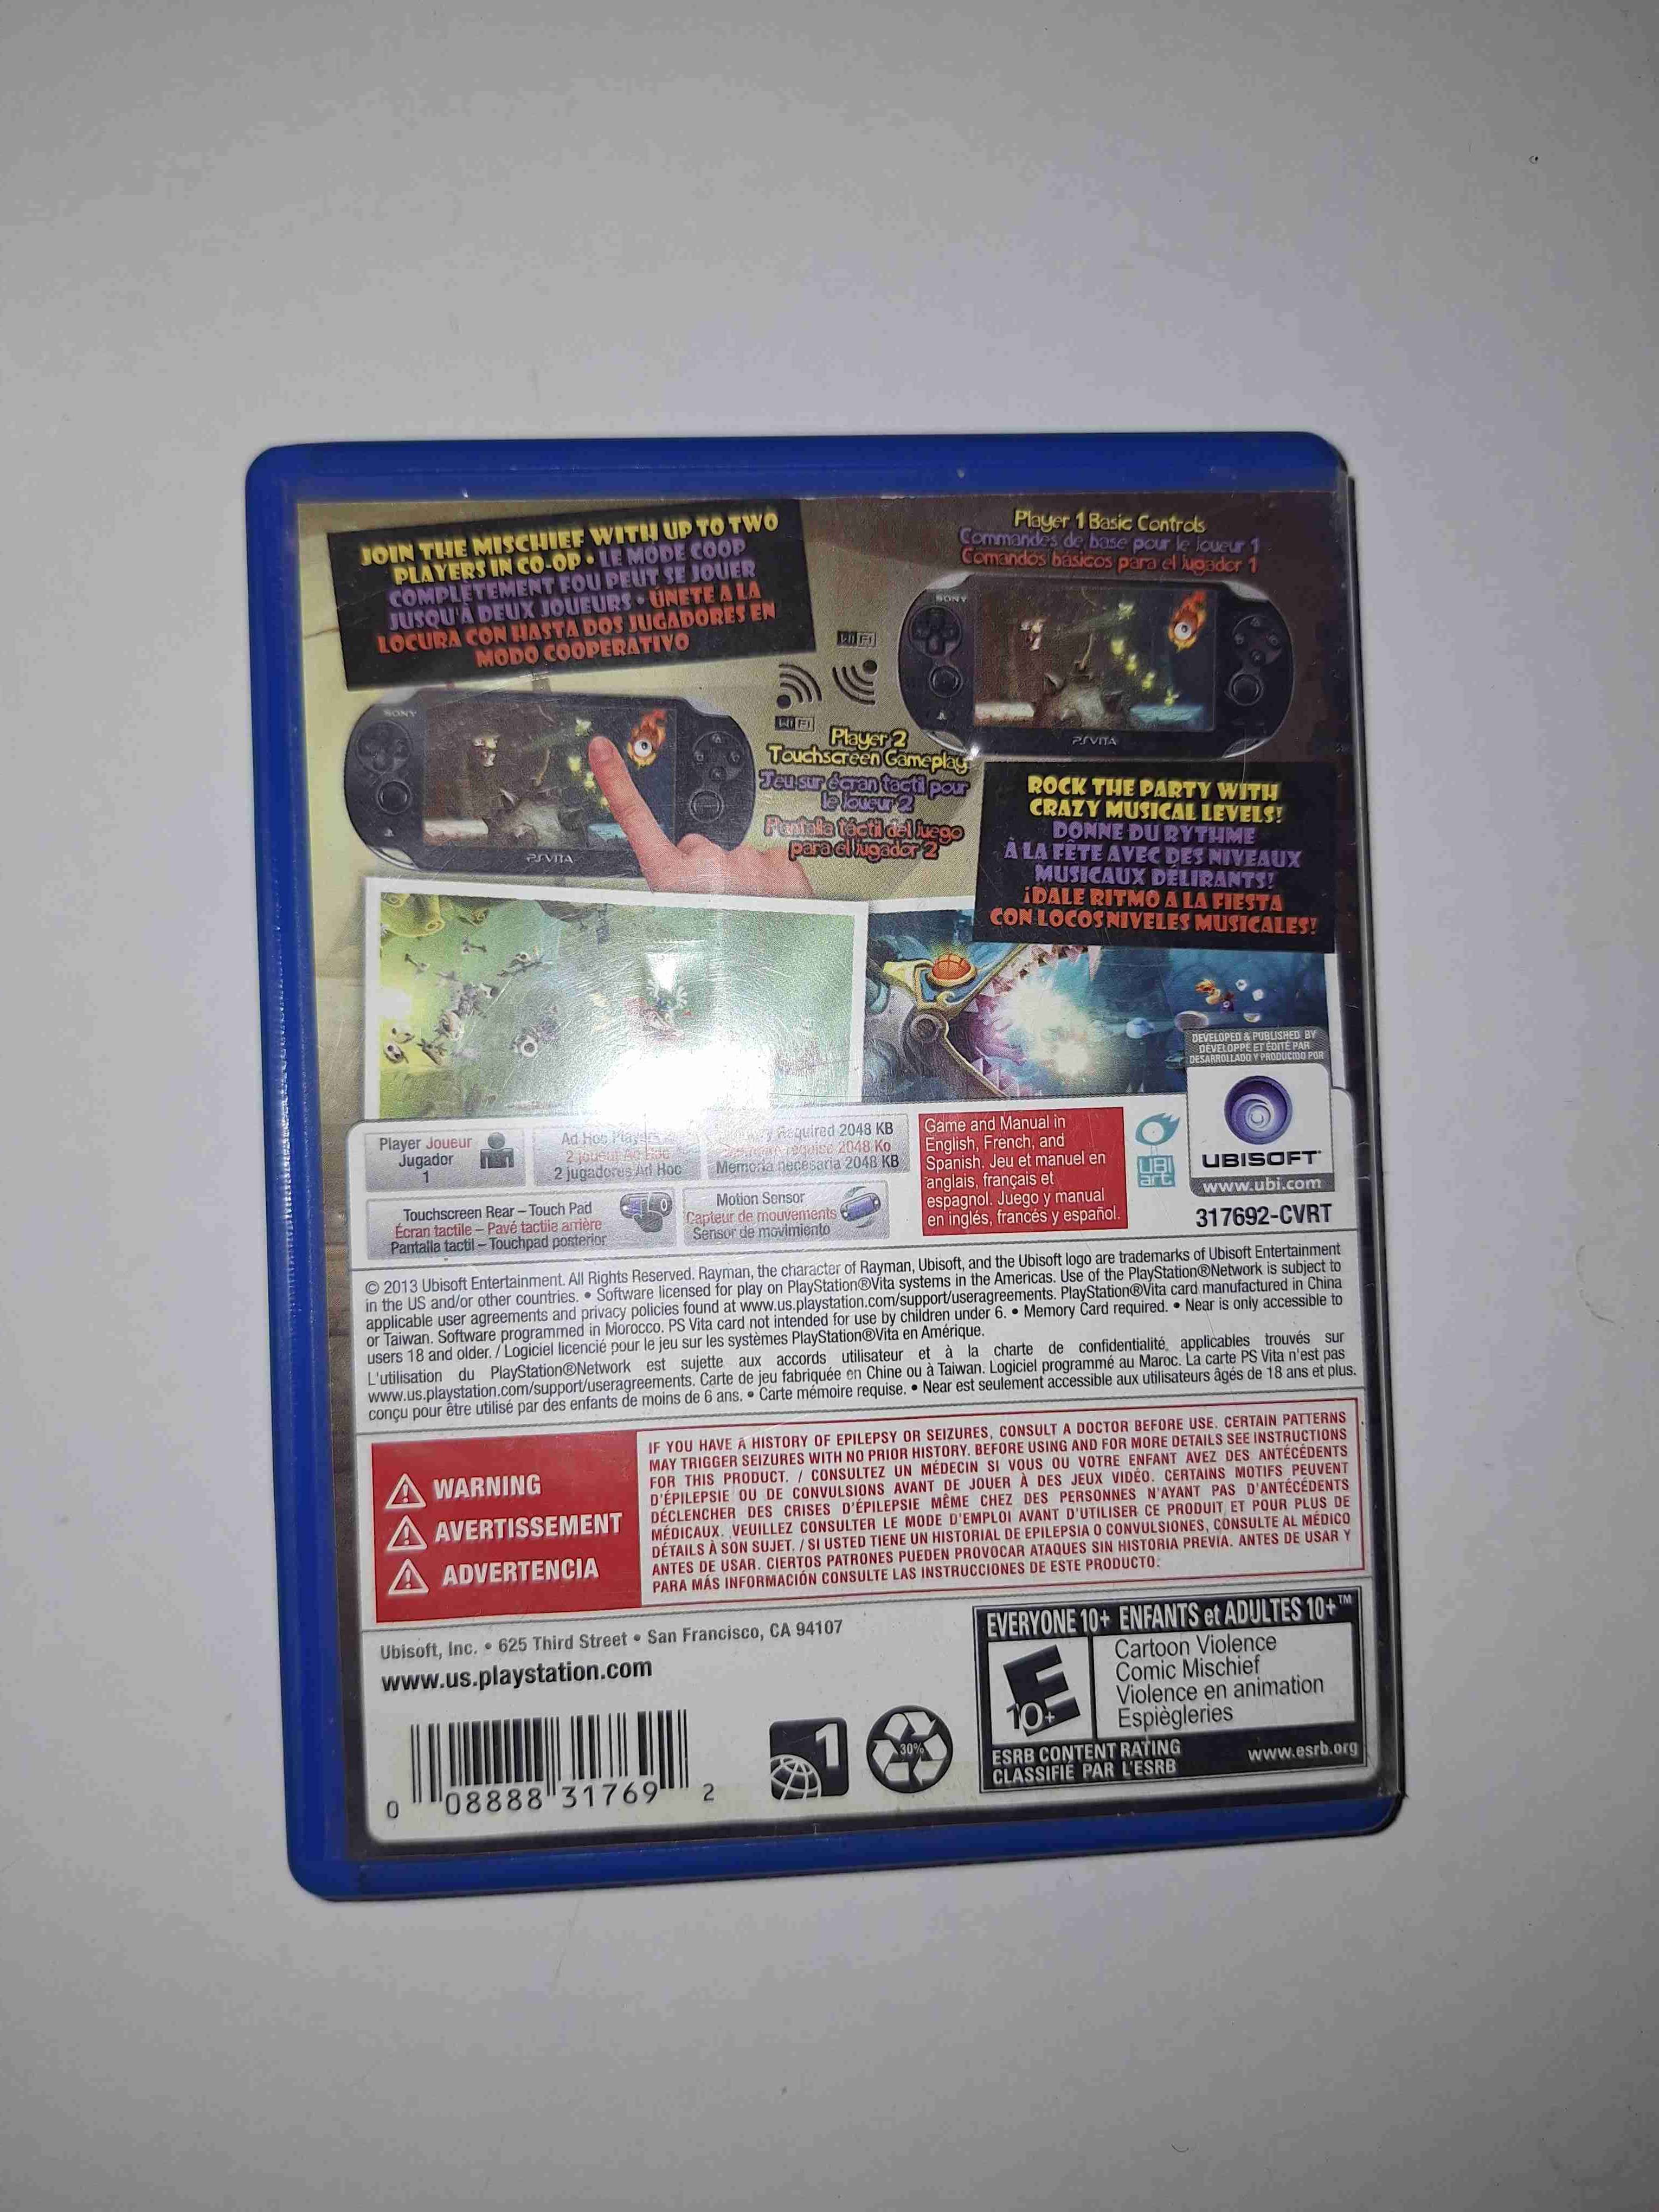 JOIN THE MISCHIEF WITH UP TO TWO
PLAYERS IN CO-OP • LE MODE COOP
COMPLÈTEMENT FOU PEUT SE JOUER
JUSQU'À DEUX JOUEURS • ÚNETE A LA
LOCURA CON HASTA DOS JUGADORES EN
MODO COOPERATIVO
Player 1 Basic Controls
Commandes de base pour le joueur 1
Comandos básicos para el jugador 1
SONY
PSVITA
WiFi
WiFi
SONY
PSVITA
Player 2
Touchscreen Gameplay
Jeu sur écran tactil pour
le joueur 2
Pantalla táctil del juego
para el jugador 2
ROCK THE PARTY WITH
CRAZY MUSICAL LEVELS!
DONNE DU RYTHME
À LA FÊTE AVEC DES NIVEAUX
MUSICAUX DÉLIRANTS!
¡DALE RITMO A LA FIESTA
CON LOCOS NIVELES MUSICALES!
DEVELOPED & PUBLISHED BY
DÉVELOPPÉ ET ÉDITÉ PAR
DESARROLLADO Y PRODUCIDO POR
UBISOFT
www.ubi.com
317692-CVRT
UBI
art
Player Joueur
Jugador
1
Ad Hoc
2 joueur Ad Hoc
2 jugadores Ad Hoc
Required 2048 KB
requise 2048 Ko
Memoria necesaria 2048 KB
Touchscreen Rear – Touch Pad
Écran tactile – Pavé tactile arrière
Pantalla táctil – Touchpad posterior
Motion Sensor
Capteur de mouvements
Sensor de movimiento
Game and Manual in
English, French, and
Spanish. Jeu et manuel en
anglais, français et
espagnol. Juego y manual
en inglés, francés y español.
© 2013 Ubisoft Entertainment. All Rights Reserved. Rayman, the character of Rayman, Ubisoft, and the Ubisoft logo are trademarks of Ubisoft Entertainment
in the US and/or other countries. • Software licensed for play on PlayStation®Vita systems in the Americas. Use of the PlayStation®Network is subject to
applicable user agreements and privacy policies found at www.us.playstation.com/support/useragreements. PlayStation®Vita card manufactured in China
or Taiwan. Software programmed in Morocco. PS Vita card not intended for use by children under 6. • Memory Card required. • Near is only accessible to
users 18 and older. / Logiciel licencié pour le jeu sur les systèmes PlayStation®Vita en Amérique.
L'utilisation du PlayStation®Network est sujette aux accords utilisateur et à la charte de confidentialité applicables trouvés sur
www.us.playstation.com/support/useragreements. Carte de jeu fabriquée en Chine ou à Taiwan. Logiciel programmé au Maroc. La carte PS Vita n'est pas
conçu pour être utilisé par des enfants de moins de 6 ans. • Carte mémoire requise. • Near est seulement accessible aux utilisateurs âgés de 18 ans et plus.
WARNING
AVERTISSEMENT
ADVERTENCIA
IF YOU HAVE A HISTORY OF EPILEPSY OR SEIZURES, CONSULT A DOCTOR BEFORE USE. CERTAIN PATTERNS
MAY TRIGGER SEIZURES WITH NO PRIOR HISTORY. BEFORE USING AND FOR MORE DETAILS SEE INSTRUCTIONS
FOR THIS PRODUCT. / CONSULTEZ UN MÉDECIN SI VOUS OU VOTRE ENFANT AVEZ DES ANTÉCÉDENTS
D'ÉPILEPSIE OU DE CONVULSIONS AVANT DE JOUER À DES JEUX VIDÉO. CERTAINS MOTIFS PEUVENT
DÉCLENCHER DES CRISES D'ÉPILEPSIE MÊME CHEZ DES PERSONNES N'AYANT PAS D'ANTÉCÉDENTS
MÉDICAUX. VEUILLEZ CONSULTER LE MODE D'EMPLOI AVANT D'UTILISER CE PRODUIT ET POUR PLUS DE
DÉTAILS À SON SUJET. / SI USTED TIENE UN HISTORIAL DE EPILEPSIA O CONVULSIONES, CONSULTE AL MÉDICO
ANTES DE USAR. CIERTOS PATRONES PUEDEN PROVOCAR ATAQUES SIN HISTORIA PREVIA. ANTES DE USAR Y
PARA MÁS INFORMACIÓN CONSULTE LAS INSTRUCCIONES DE ESTE PRODUCTO.
Ubisoft, Inc. • 625 Third Street • San Francisco, CA 94107
www.us.playstation.com
0 08888 31769 2
1
30%
EVERYONE 10+ ENFANTS et ADULTES 10+™
E
10+
Cartoon Violence
Comic Mischief
Violence en animation
Espiègleries
ESRB CONTENT RATING
CLASSIFIÉ PAR L'ESRB
www.esrb.org